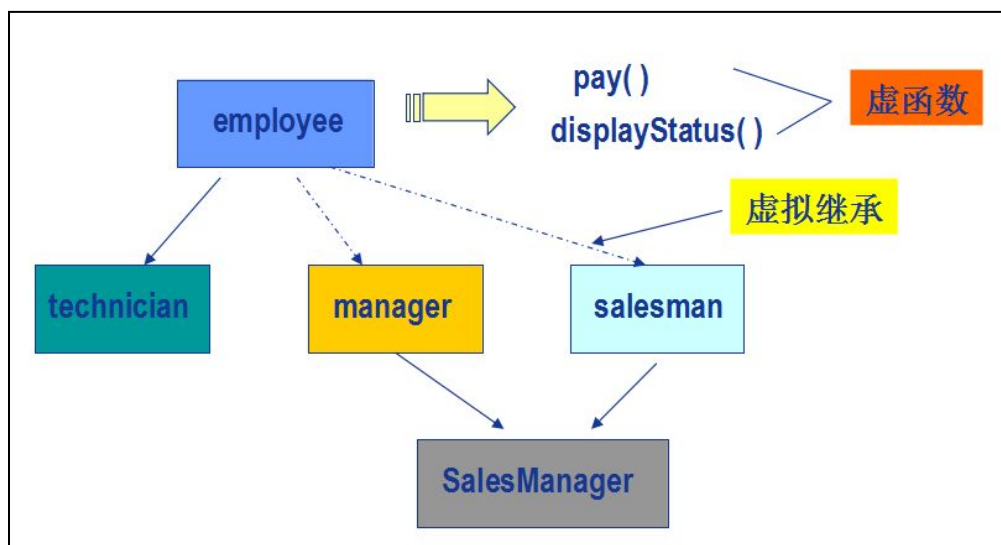 employee
pay( )
displayStatus( )
虚函数
虚拟继承
technician
manager
salesman
SalesManager